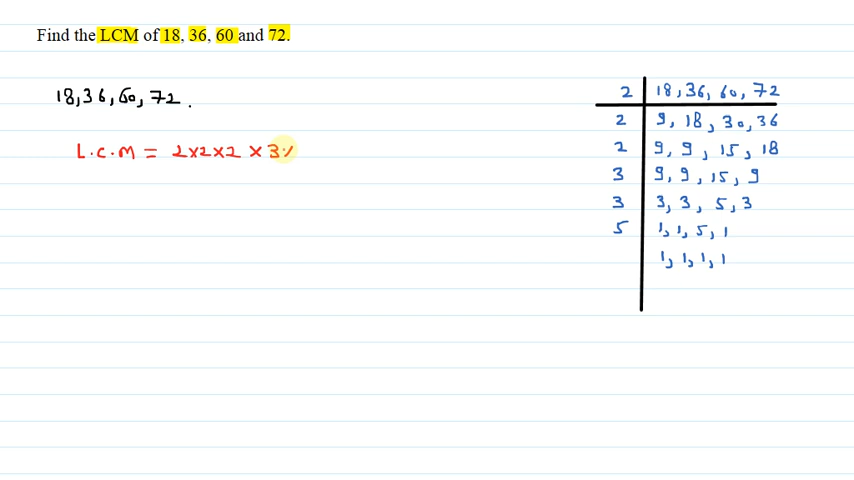 Find the LCM of 18, 36, 60 and 72.
18,36,60,72.
L.C.M = 2×2×2 × 3×
2 | 18, 36, 60, 72
2 | 9, 18, 30, 36
2 | 9, 9, 15, 18
3 | 9, 9, 15, 9
3 | 3, 3, 5, 3
5 | 1, 1, 5, 1
1, 1, 1, 1